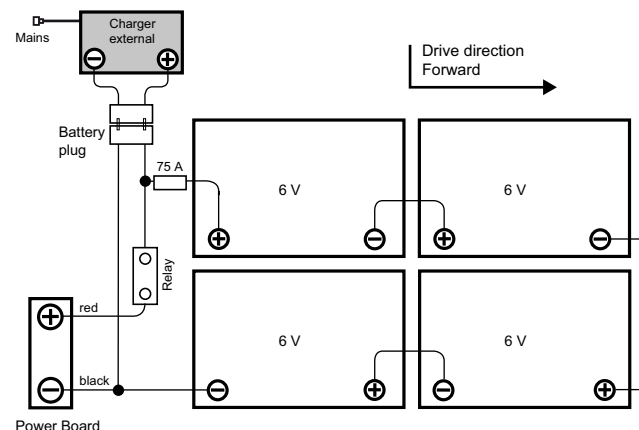 Charger
external
Mains
Drive direction
Forward
Battery
plug
75 A
6 V
6 V
Relay
red
6 V
6 V
black
Power Board